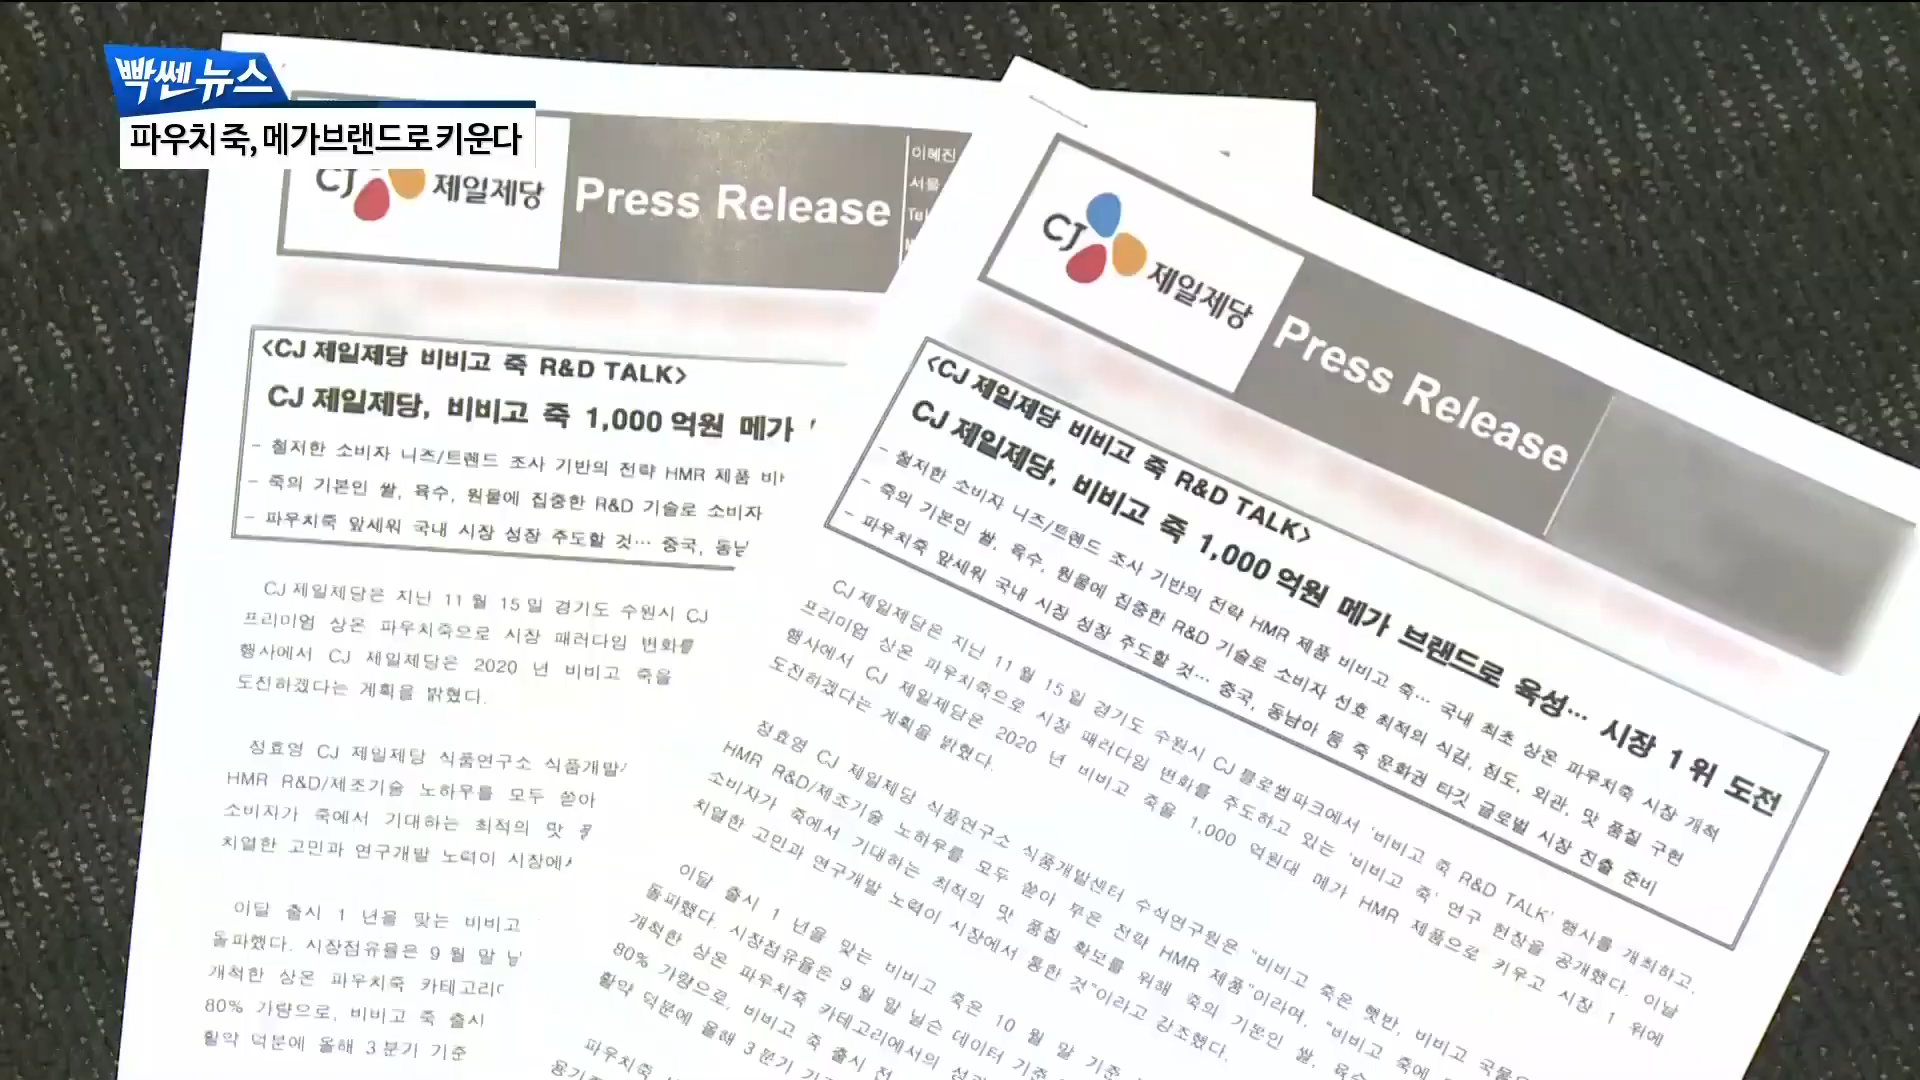 빡쎈뉴스
파우치 죽, 메가브랜드로 키운다
CJ 제일제당
Press Release
이혜진
서울
Tel
<CJ 제일제당 비비고 죽 R&D TALK>
CJ 제일제당, 비비고 죽 1,000 억원 메가
- 철저한 소비자 니즈/트렌드 조사 기반의 전략 HMR 제품
- 죽의 기본인 쌀, 육수, 원물에 집중한 R&D 기술로 소비자
- 파우치죽 앞세워 국내 시장 성장 주도할 것… 중국,
CJ 제일제당은 지난 11 월 15 일 경기도 수원시 CJ
프리미엄 상온 파우치죽으로 시장 패러다임 변화를
행사에서 CJ 제일제당은 2020 년 비비고 죽을
도전하겠다는 계획을 밝혔다.
정효영 CJ 제일제당 식품연구소
HMR R&D/제조기술 노하우를 모두 쏟아
소비자가 죽에서 기대하는 최적의 맛
치열한 고민과 연구개발 노력이
이달 출시 1 년을 맞는 비비고
돌파했다. 시장점유율은 9 월 말
개척한 상온 파우치죽
80% 가량으로, 비비고 죽 출시
활약 덕분에 올해 3 분기 기준
CJ 제일제당
Press Release
<CJ 제일제당 비비고 죽 R&D TALK>
CJ 제일제당, 비비고 죽 1,000 억원 메가 브랜드로 육성… 시장 1 위 도전
- 철저한 소비자 니즈/트렌드 조사 기반의 전략 HMR 제품 비비고 죽… 국내 최초 상온 파우치죽 시장 개척
- 죽의 기본인 쌀, 육수, 원물에 집중한 R&D 기술로 소비자 선호 최적의 식감, 점도, 외관, 맛 품질 구현
- 파우치죽 앞세워 국내 시장 성장 주도할 것… 중국, 동남아 등 죽 문화권 타깃 글로벌 시장 진출 준비
CJ 제일제당은 지난 11 월 15 일 경기도 수원시 CJ 블로썸파크에서 '비비고 죽 R&D TALK' 행사를 개최하고,
프리미엄 상온 파우치죽으로 시장 패러다임 변화를 주도하고 있는 '비비고 죽' 연구 현장을 공개했다. 이날
행사에서 CJ 제일제당은 2020 년 비비고 죽을 1,000 억원대 메가 HMR 제품으로 키우고 시장 1 위에
도전하겠다는 계획을 밝혔다.
정효영 CJ 제일제당 식품연구소 식품개발센터 수석연구원은 "비비고 죽은 햇반, 비비고
HMR R&D/제조기술 노하우를 모두 쏟아 부은 전략 HMR 제품"이라며, "비비고 죽에
소비자가 죽에서 기대하는 최적의 맛 품질 확보를 위해 죽의 기본인 쌀,
치열한 고민과 연구개발 노력이 시장에서 통한 것"이라고 강조했다.
이달 출시 1 년을 맞는 비비고 죽은 10 월 말 기준
돌파했다. 시장점유율은 9 월 말 닐슨 데이터 기준
개척한 상온 파우치죽 카테고리에서의
80% 가량으로, 비비고 죽 출시 전
활약 덕분에 올해 3 분기
파우치죽